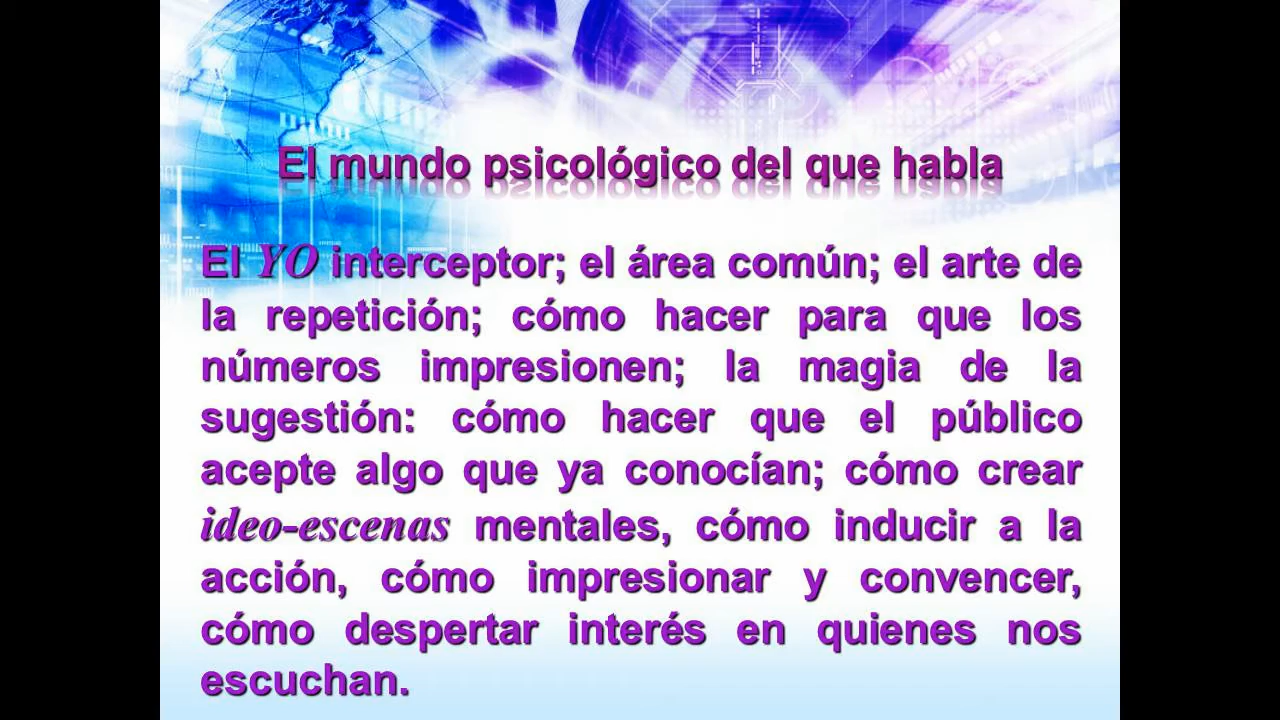 El mundo psicológico del que habla
El YO interceptor; el área común; el arte de
la repetición; cómo hacer para que los
números impresionen; la magia de la
sugestión: cómo hacer que el público
acepte algo que ya conocían; cómo crear
ideo-escenas mentales, cómo inducir a la
acción, cómo impresionar y convencer,
cómo despertar interés en quienes nos
escuchan.